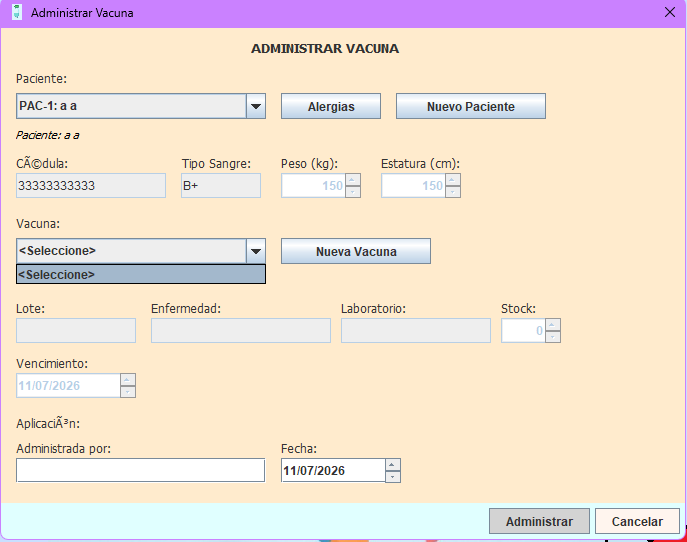 Administrar Vacuna
ADMINISTRAR VACUNA
Paciente:
PAC-1: a a
Alergias
Nuevo Paciente
Paciente: a a
CÃ©dula:
Tipo Sangre:
Peso (kg):
Estatura (cm):
33333333333
B+
150
150
Vacuna:
<Seleccione>
Nueva Vacuna
<Seleccione>
Lote:
Enfermedad:
Laboratorio:
Stock:
0
Vencimiento:
11/07/2026
AplicaciÃ³n:
Administrada por:
Fecha:
11/07/2026
Administrar
Cancelar